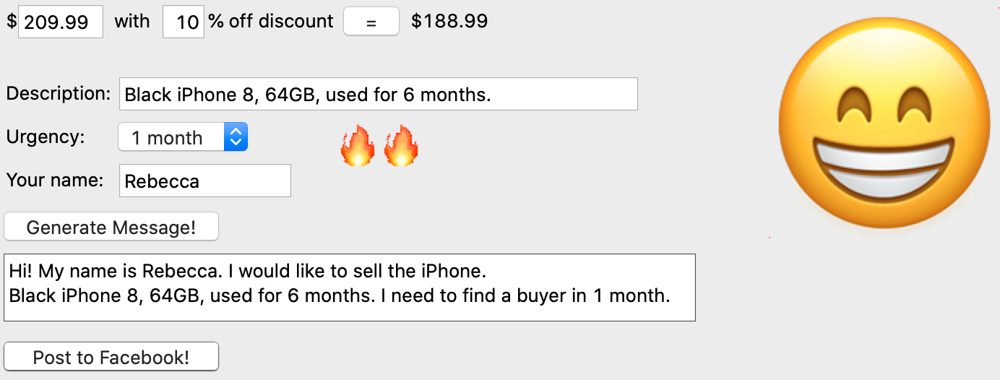 $ 209.99 with 10 % off discount = $188.99
Description: Black iPhone 8, 64GB, used for 6 months.
Urgency: 1 month
Your name: Rebecca
Generate Message!
Hi! My name is Rebecca. I would like to sell the iPhone.
Black iPhone 8, 64GB, used for 6 months. I need to find a buyer in 1 month.
Post to Facebook!